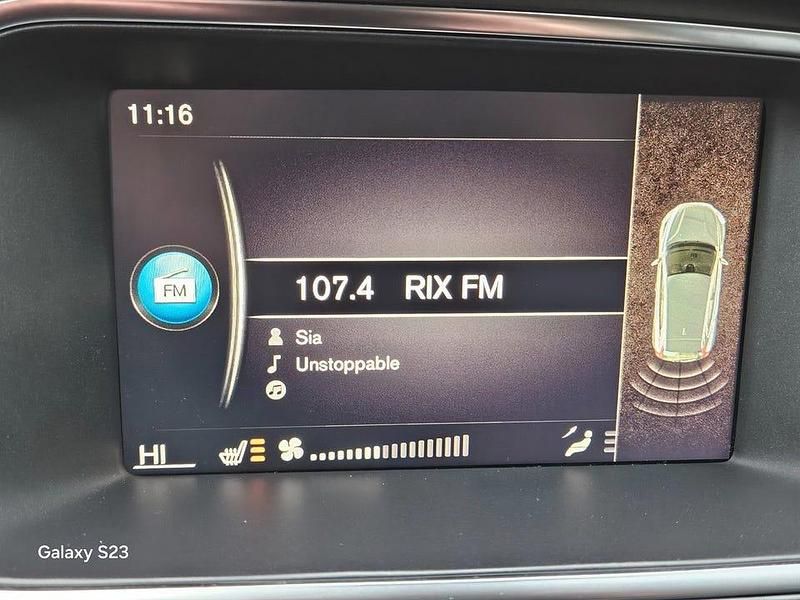 11:16
FM
107.4 RIX FM
Sia
Unstoppable
HI
Galaxy S23